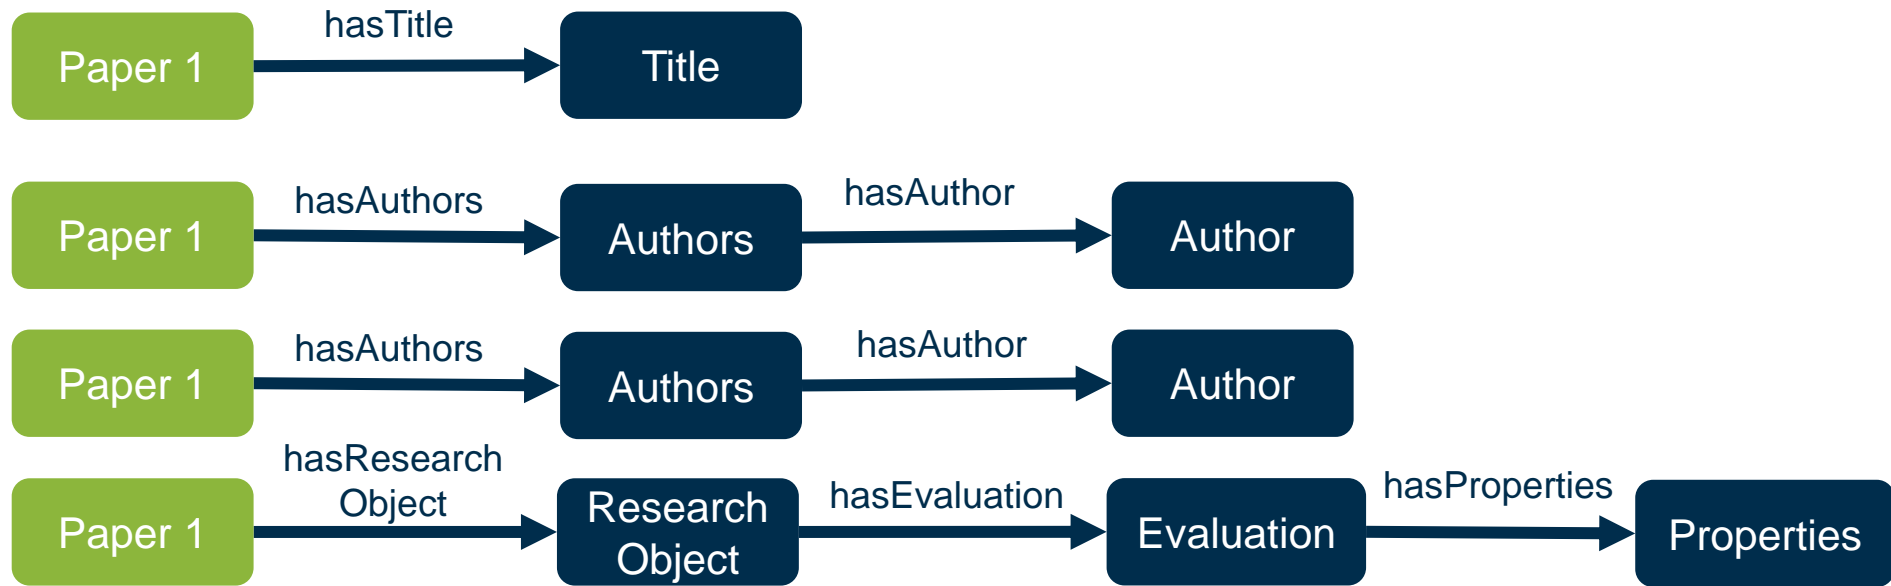 hasTitle
Paper 1
Title
hasAuthors
hasAuthor
Paper 1
Authors
Author
hasAuthors
hasAuthor
Paper 1
Authors
Author
hasResearch
Object
hasEvaluation
hasProperties
Paper 1
Research
Object
Evaluation
Properties